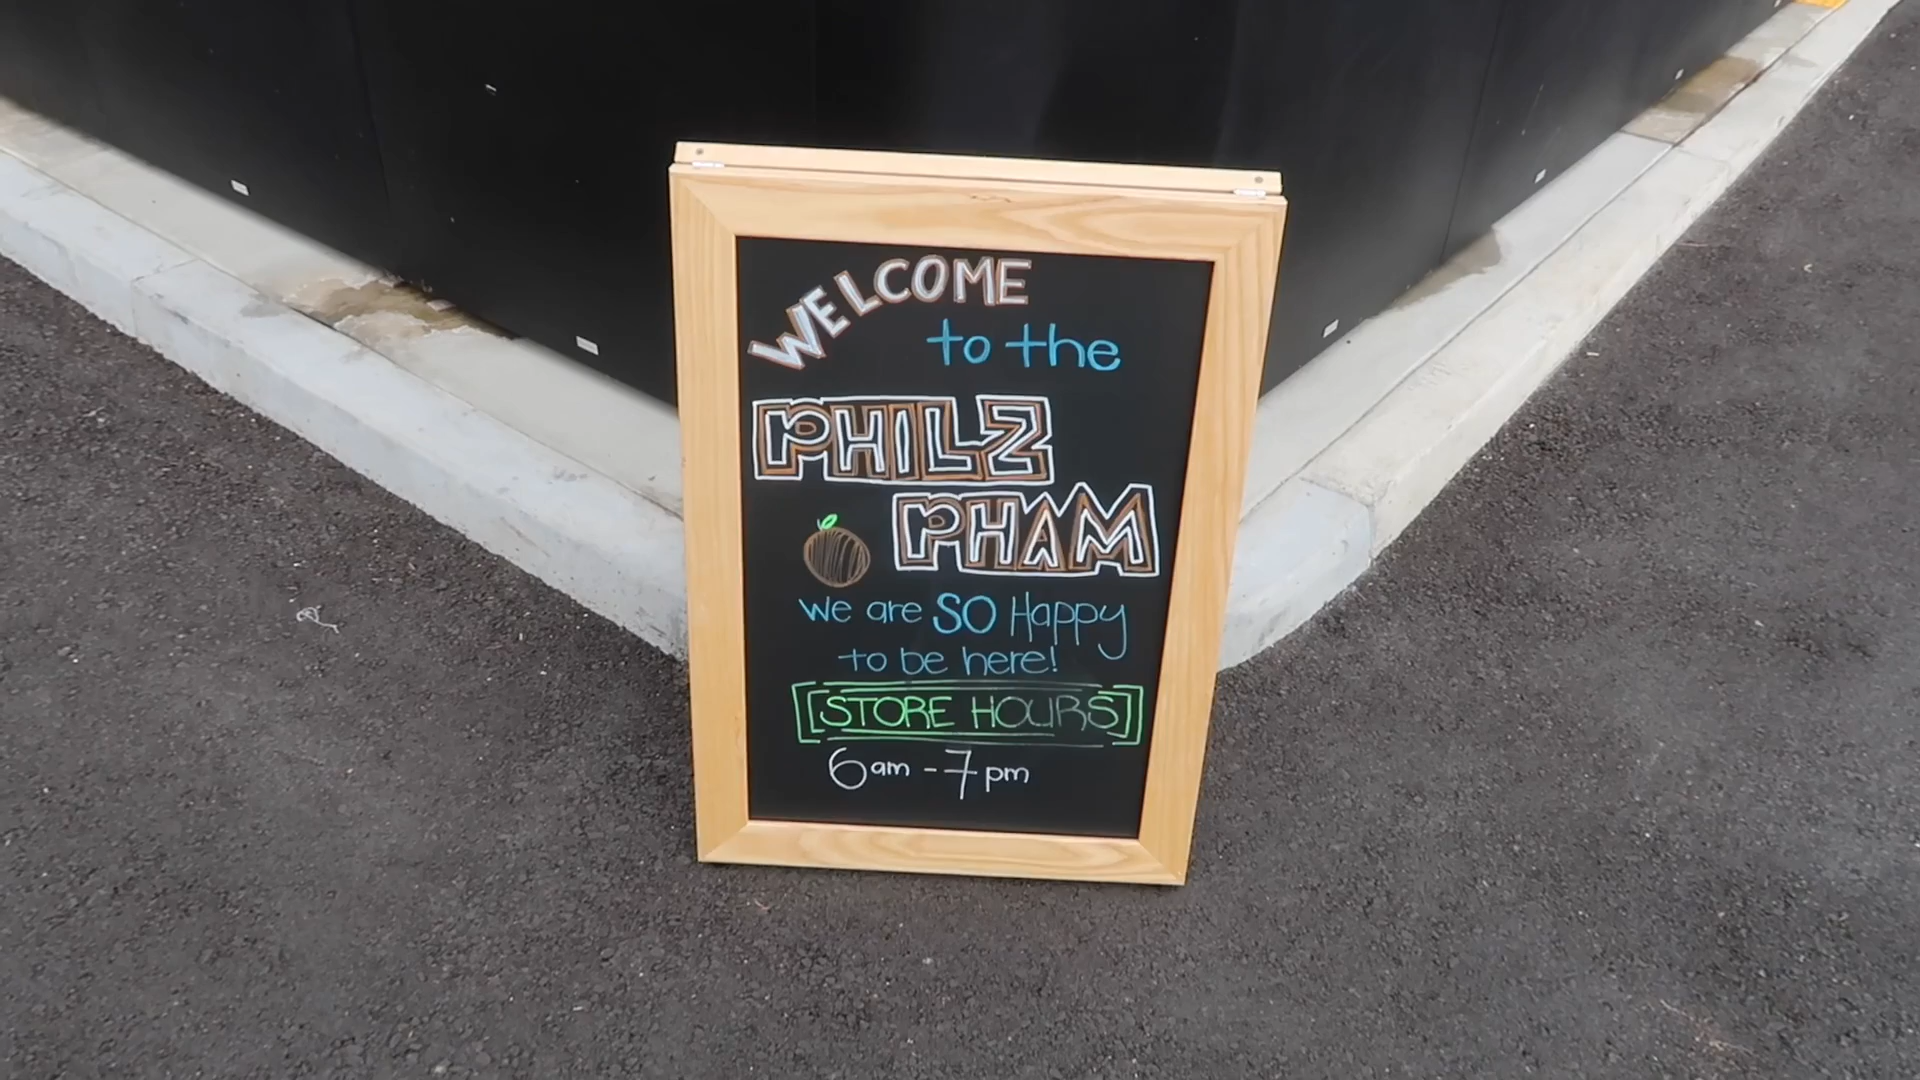 WELCOME
to the
PHILZ
PHAM
we are SO Happy
to be here!
[STORE HOURS]
6am - 7pm